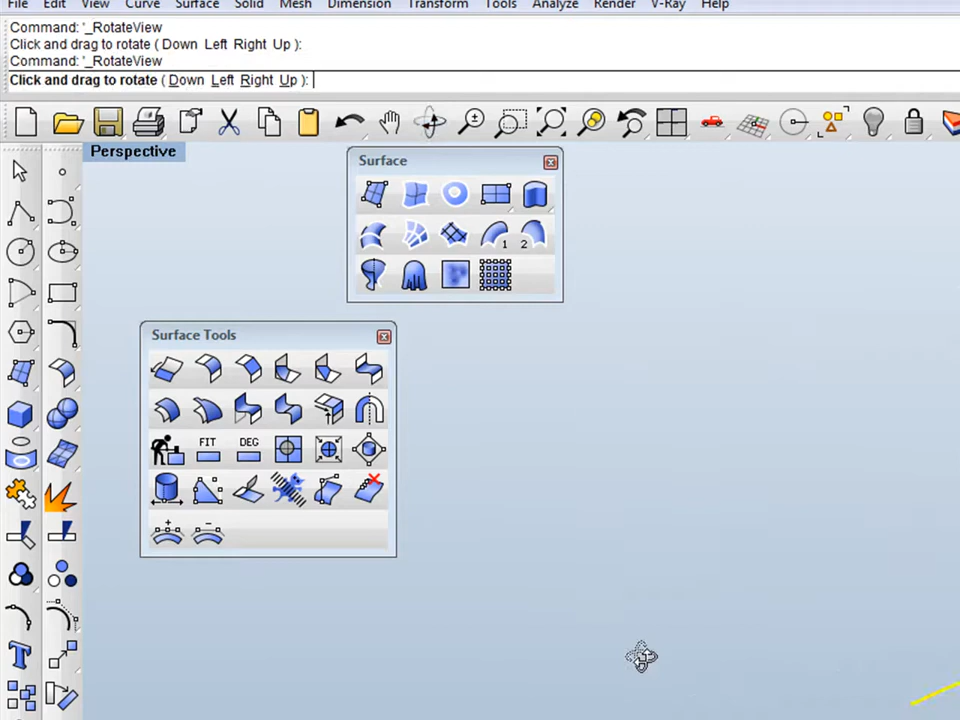 File Edit View Curve Surface Solid Mesh Dimension Transform Tools Analyze Render V-Ray Help
Command: '_RotateView
Click and drag to rotate ( Down Left Right Up ):
Command: '_RotateView
Click and drag to rotate ( Down Left Right Up ):
Perspective
Surface
1 2
Surface Tools
FIT DEG
T